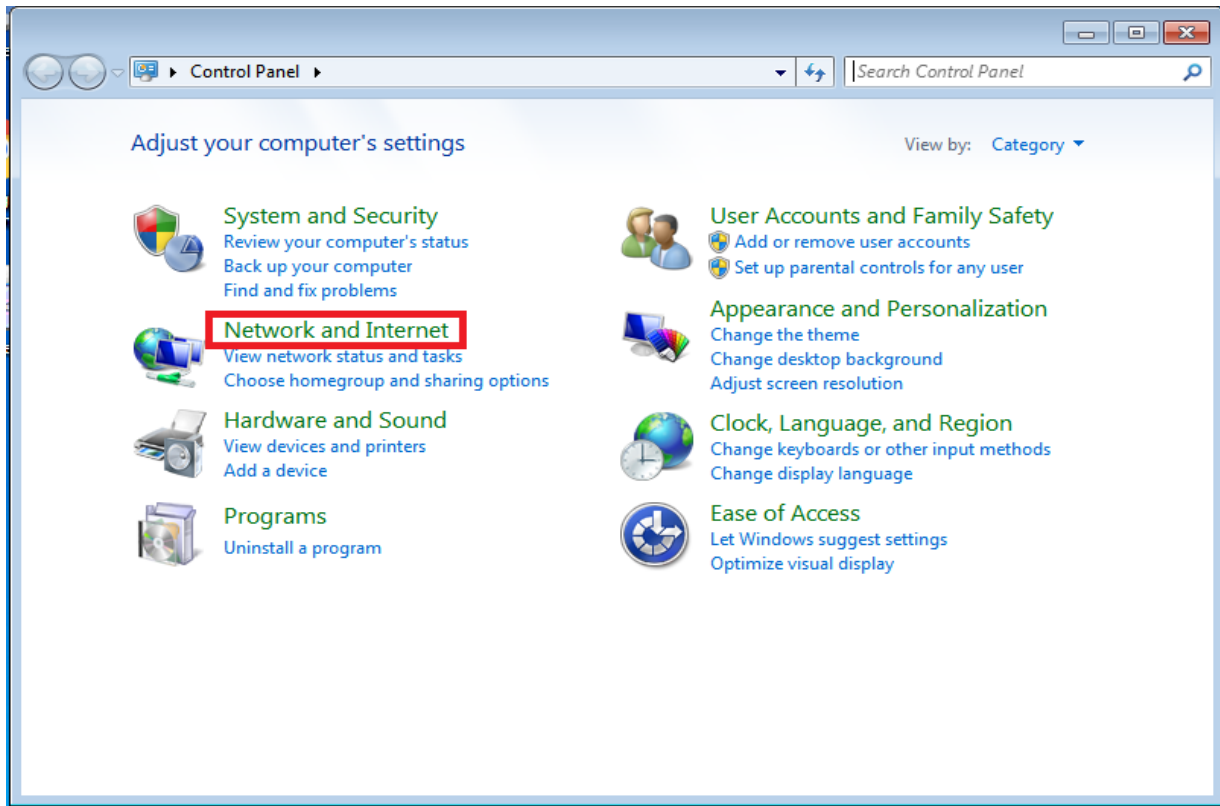 Control Panel
Search Control Panel
Adjust your computer's settings
View by: Category
System and Security
Review your computer's status
Back up your computer
Find and fix problems
Network and Internet
View network status and tasks
Choose homegroup and sharing options
Hardware and Sound
View devices and printers
Add a device
Programs
Uninstall a program
User Accounts and Family Safety
Add or remove user accounts
Set up parental controls for any user
Appearance and Personalization
Change the theme
Change desktop background
Adjust screen resolution
Clock, Language, and Region
Change keyboards or other input methods
Change display language
Ease of Access
Let Windows suggest settings
Optimize visual display